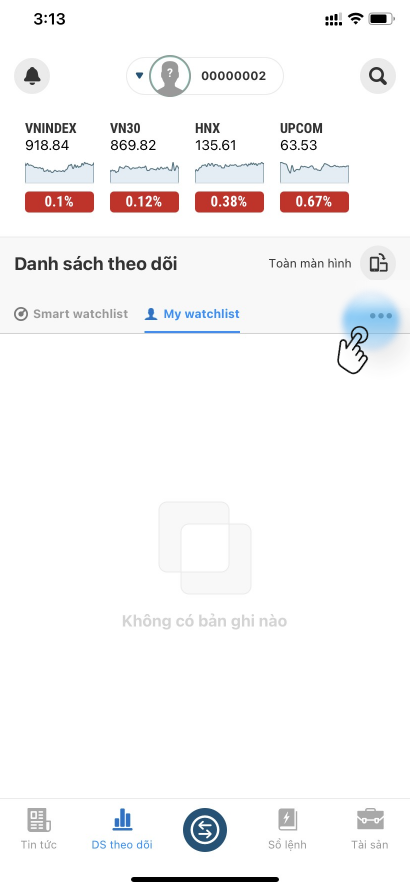 3:13
00000002
VNINDEX VN30 HNX UPCOM
918.84 869.82 135.61 63.53
0.1% 0.12% 0.38% 0.67%
Danh sách theo dõi Toàn màn hình
Smart watchlist My watchlist
Không có bản ghi nào
Tin tức DS theo dõi Sổ lệnh Tài sản